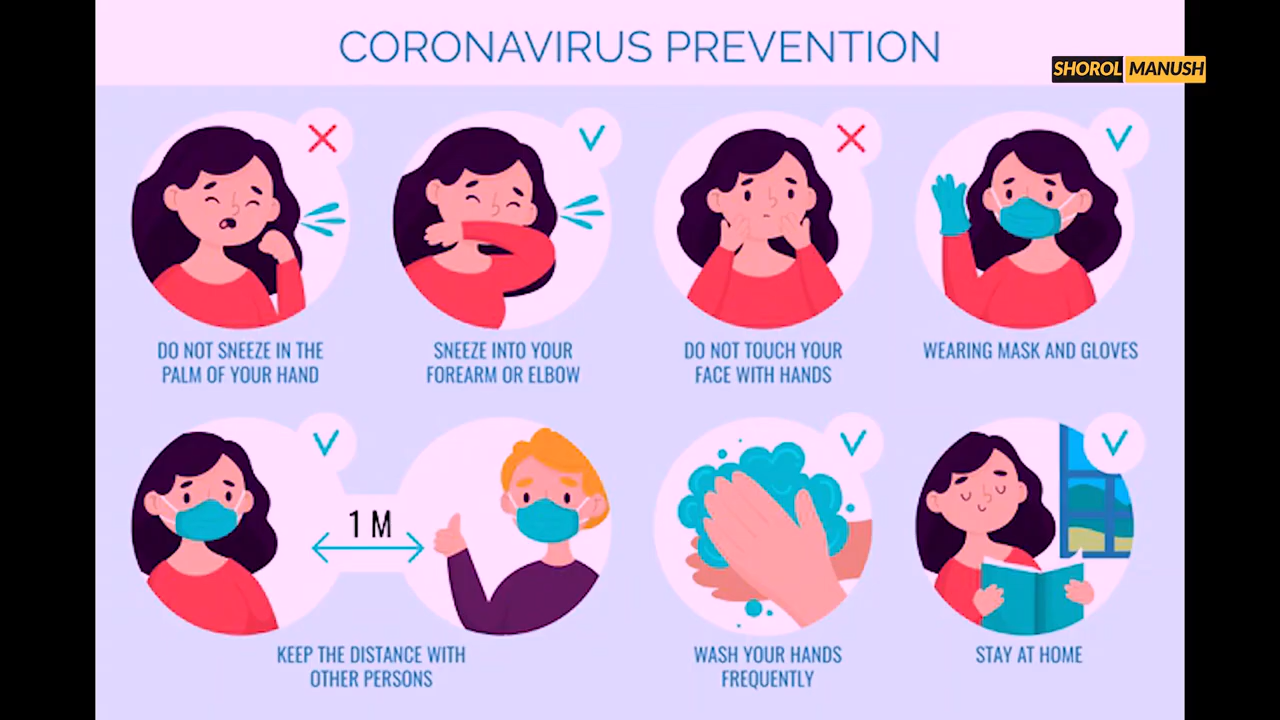 CORONAVIRUS PREVENTION
SHOROL MANUSH
DO NOT SNEEZE IN THE
PALM OF YOUR HAND
SNEEZE INTO YOUR
FOREARM OR ELBOW
DO NOT TOUCH YOUR
FACE WITH HANDS
WEARING MASK AND GLOVES
1 M
KEEP THE DISTANCE WITH
OTHER PERSONS
WASH YOUR HANDS
FREQUENTLY
STAY AT HOME